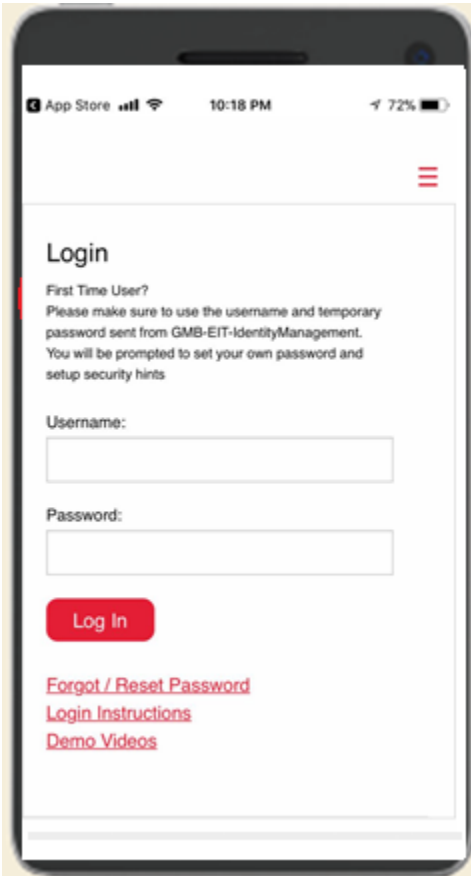 App Store 10:18 PM 72%
Login
First Time User?
Please make sure to use the username and temporary
password sent from GMB-EIT-IdentityManagement.
You will be prompted to set your own password and
setup security hints
Username:
Password:
Log In
Forgot / Reset Password
Login Instructions
Demo Videos